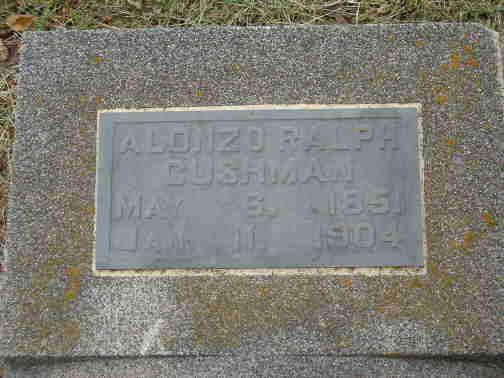 ALONZO RALPH
CUSHMAN
MAY 6. 1851
JAN. 11. 1904